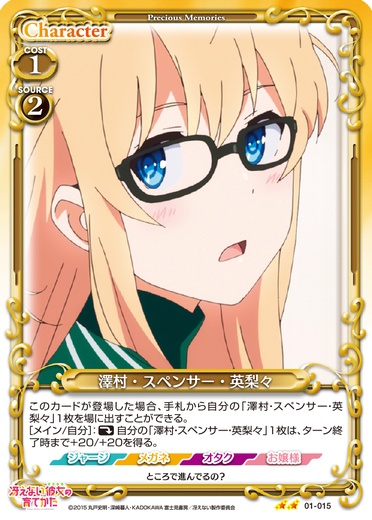 Precious Memories
Character
COST
1
SOURCE
2
澤村・スペンサー・英梨々
このカードが登場した場合、手札から自分の「澤村・スペンサー・英
梨々」1枚を場に出すことができる。
[メイン/自分]: 自分の「澤村・スペンサー・英梨々」1枚は、ターン終
了時まで+20/+20を得る。
ジャージ メガネ オタク お嬢様
ところで進んでるの?
冴えない彼女の
育てかた
01-015
©2015 丸戸史明・深崎暮人・KADOKAWA 富士見書房/冴えない製作委員会